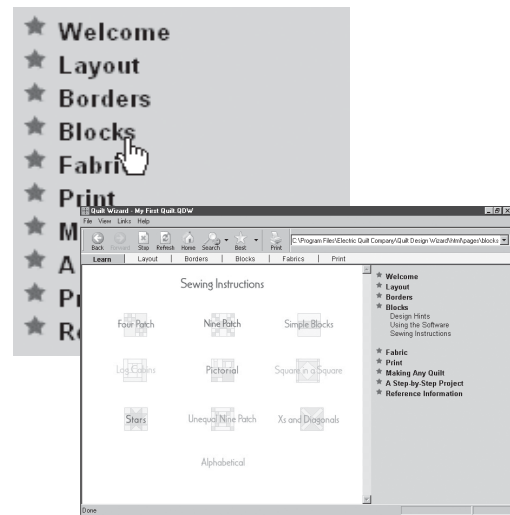 Welcome
Layout
Borders
Blocks
Fabric
Print
M
A
Pr
Re
Quilt Wizard - My First Quilt.QDW
File View Links Help
Back Forward Stop Refresh Home Search Best Print C:\Program Files\Electric Quilt Company\Quilt Design Wizard\html\pages\blocks
Learn Layout Borders Blocks Fabrics Print
Sewing Instructions
Four Patch Nine Patch Simple Blocks
Log Cabins Pictorial Square in a Square
Stars Unequal Nine Patch Xs and Diagonals
Alphabetical
Welcome
Layout
Borders
Blocks
Design Hints
Using the Software
Sewing Instructions
Fabric
Print
Making Any Quilt
A Step-by-Step Project
Reference Information
Done